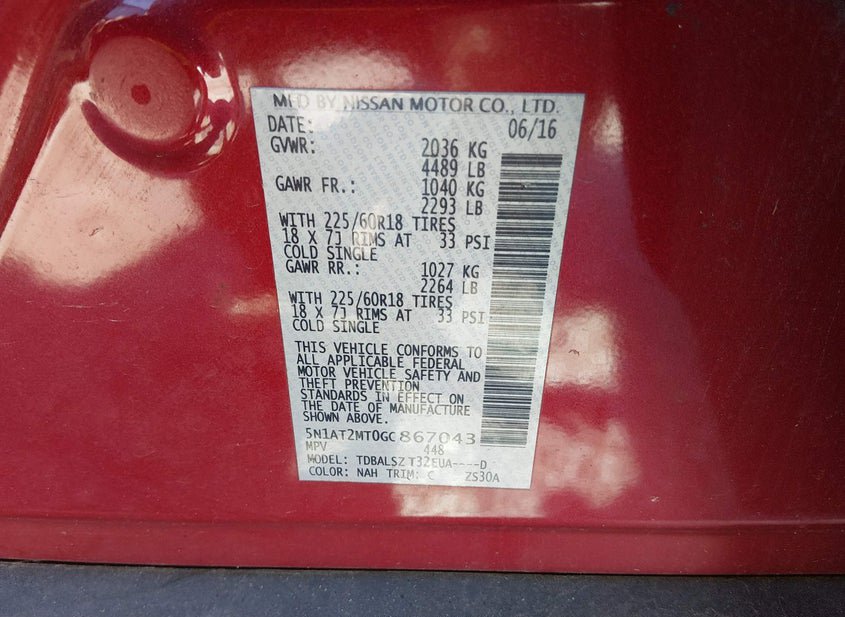 MFD BY NISSAN MOTOR CO., LTD.
DATE: 06/16
GVWR: 2036 KG
4489 LB
GAWR FR.: 1040 KG
2293 LB
WITH 225/60R18 TIRES
18 X 7J RIMS AT 33 PSI
COLD SINGLE
GAWR RR.: 1027 KG
2264 LB
WITH 225/60R18 TIRES
18 X 7J RIMS AT 33 PSI
COLD SINGLE
THIS VEHICLE CONFORMS TO
ALL APPLICABLE FEDERAL
MOTOR VEHICLE SAFETY AND
THEFT PREVENTION
STANDARDS IN EFFECT ON
THE DATE OF MANUFACTURE
SHOWN ABOVE.
5N1AT2MT0GC867043
MPV 448
MODEL: TDBALSZ T32EUA----D
COLOR: NAH TRIM: C ZS30A